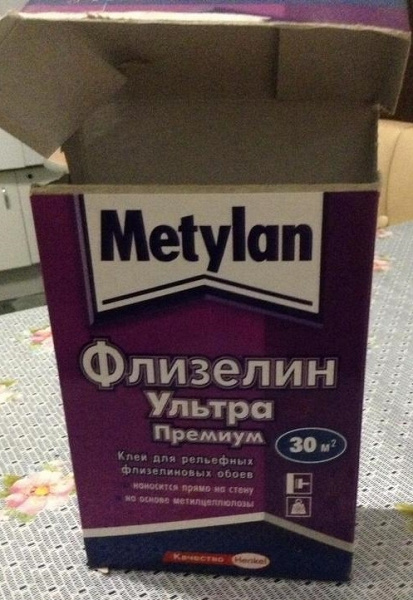 Metylan
Флизелин
Ультра
Премиум
30 м²
Клей для рельефных
флизелиновых обоев
наносится прямо на стену
на основе метилцеллюлозы
Качество Henkel